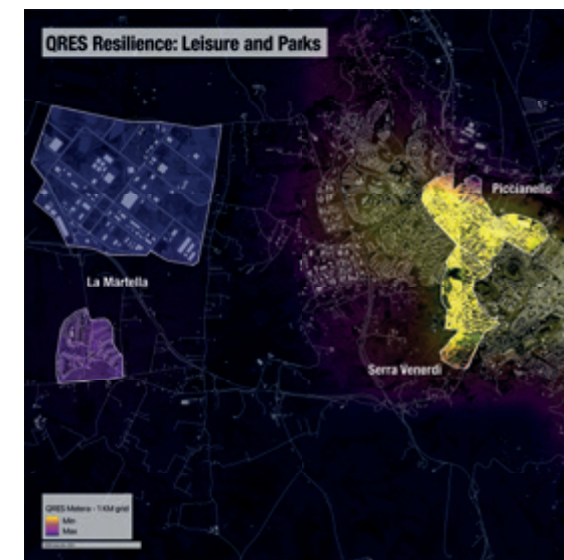 QRES Resilience: Leisure and Parks
Piccianello
La Martella
Serra Venerdi
QRES Matera - 1 KM grid
Min
Max